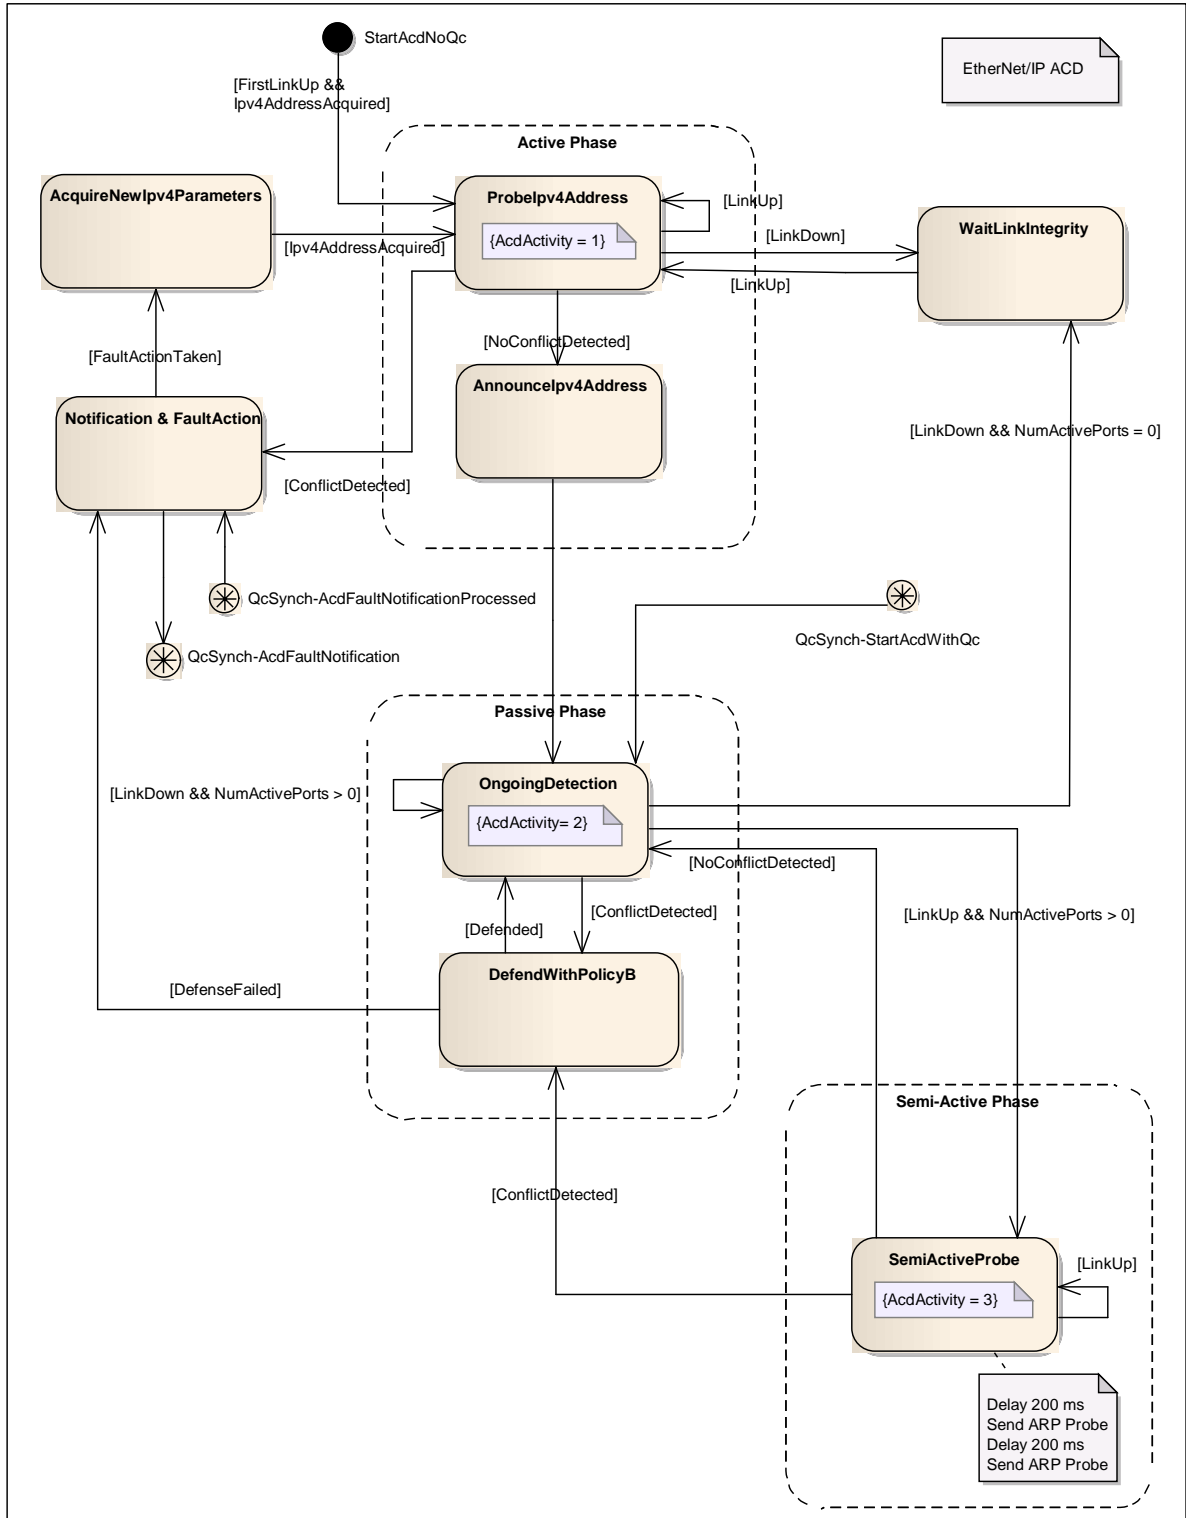 StartAcdNoQc
EtherNet/IP ACD
[FirstLinkUp &&
Ipv4AddressAcquired]
Active Phase
AcquireNewIpv4Parameters
ProbeIpv4Address
{AcdActivity = 1}
[LinkUp]
WaitLinkIntegrity
[LinkDown]
[Ipv4AddressAcquired]
[LinkUp]
[NoConflictDetected]
[FaultActionTaken]
AnnounceIpv4Address
Notification & FaultAction
[LinkDown && NumActivePorts = 0]
[ConflictDetected]
QcSynch-AcdFaultNotificationProcessed
QcSynch-StartAcdWithQc
QcSynch-AcdFaultNotification
Passive Phase
OngoingDetection
[LinkDown && NumActivePorts > 0]
{AcdActivity= 2}
[NoConflictDetected]
[ConflictDetected]
[LinkUp && NumActivePorts > 0]
[Defended]
DefendWithPolicyB
[DefenseFailed]
Semi-Active Phase
[ConflictDetected]
SemiActiveProbe
[LinkUp]
{AcdActivity = 3}
Delay 200 ms
Send ARP Probe
Delay 200 ms
Send ARP Probe